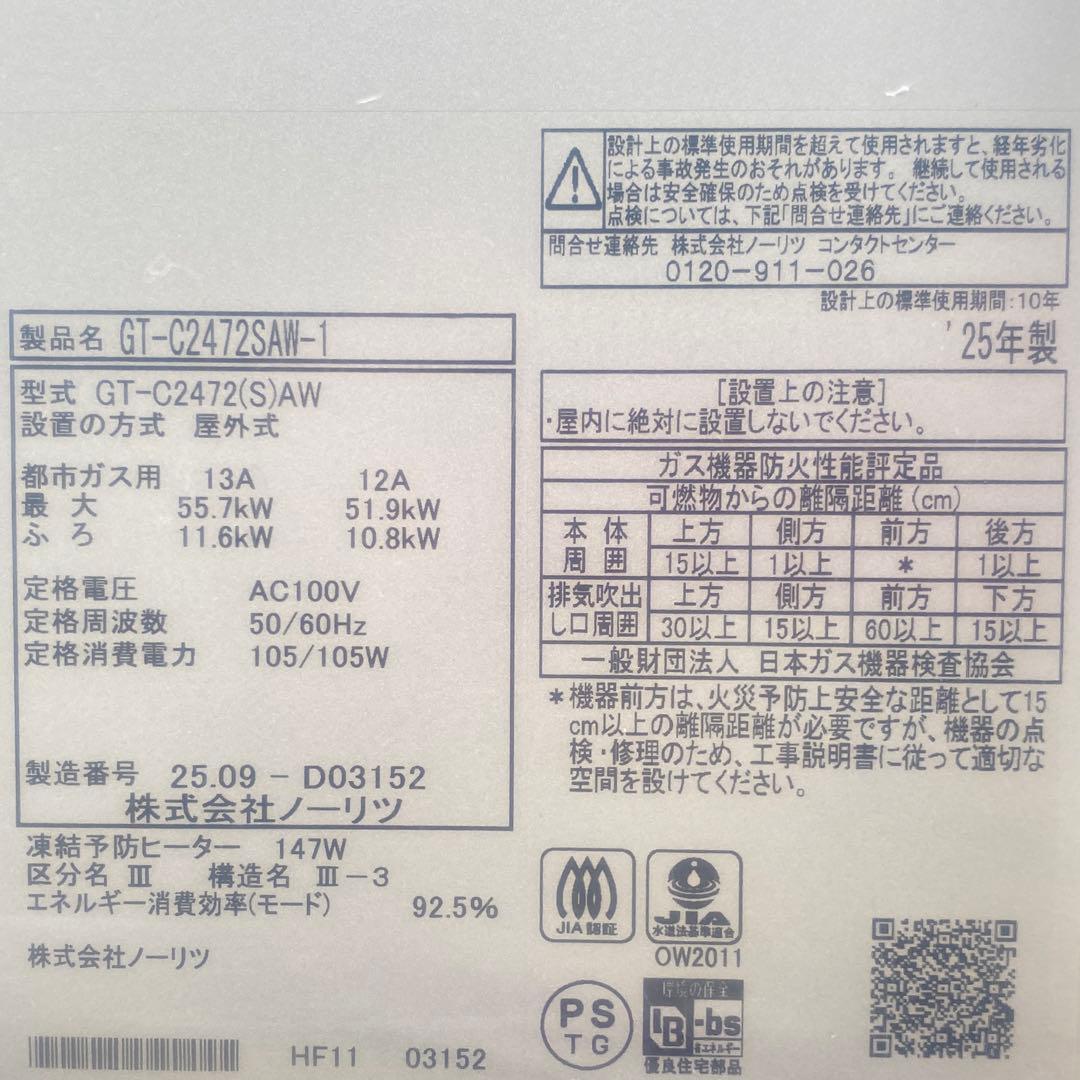 設計上の標準使用期間を超えて使用されますと、経年劣化
による事故発生のおそれがあります。 継続して使用される
場合は安全確保のため点検を受けてください。
点検については、下記「問合せ連絡先」にご連絡ください。
問合せ連絡先 株式会社ノーリツ コンタクトセンター
0120-911-026
設計上の標準使用期間:10年
'25年製
製品名 GT-C2472SAW-1
型式 GT-C2472(S)AW
設置の方式 屋外式
都市ガス用 13A 12A
最大 55.7kW 51.9kW
ふろ 11.6kW 10.8kW
定格電圧 AC100V
定格周波数 50/60Hz
定格消費電力 105/105W
製造番号 25.09 - D03152
株式会社ノーリツ
凍結予防ヒーター 147W
区分名 Ⅲ 構造名 Ⅲ-3
エネルギー消費効率(モード) 92.5%
株式会社ノーリツ
HF11 03152
[設置上の注意]
・屋内に絶対に設置しないでください。
ガス機器防火性能評定品
可燃物からの離隔距離(cm)
本体 上方 側方 前方 後方
周囲 15以上 1以上 * 1以上
排気吹出 上方 側方 前方 下方
し口周囲 30以上 15以上 60以上 15以上
一般財団法人 日本ガス機器検査協会
*機器前方は、火災予防上安全な距離として15
cm以上の離隔距離が必要ですが、機器の点
検・修理のため、工事説明書に従って適切な
空間を設けてください。
JIA認証
JIA
水道法基準適合
OW2011
PS
TG
環境の保全
B-bs
省エネルギー
優良住宅部品